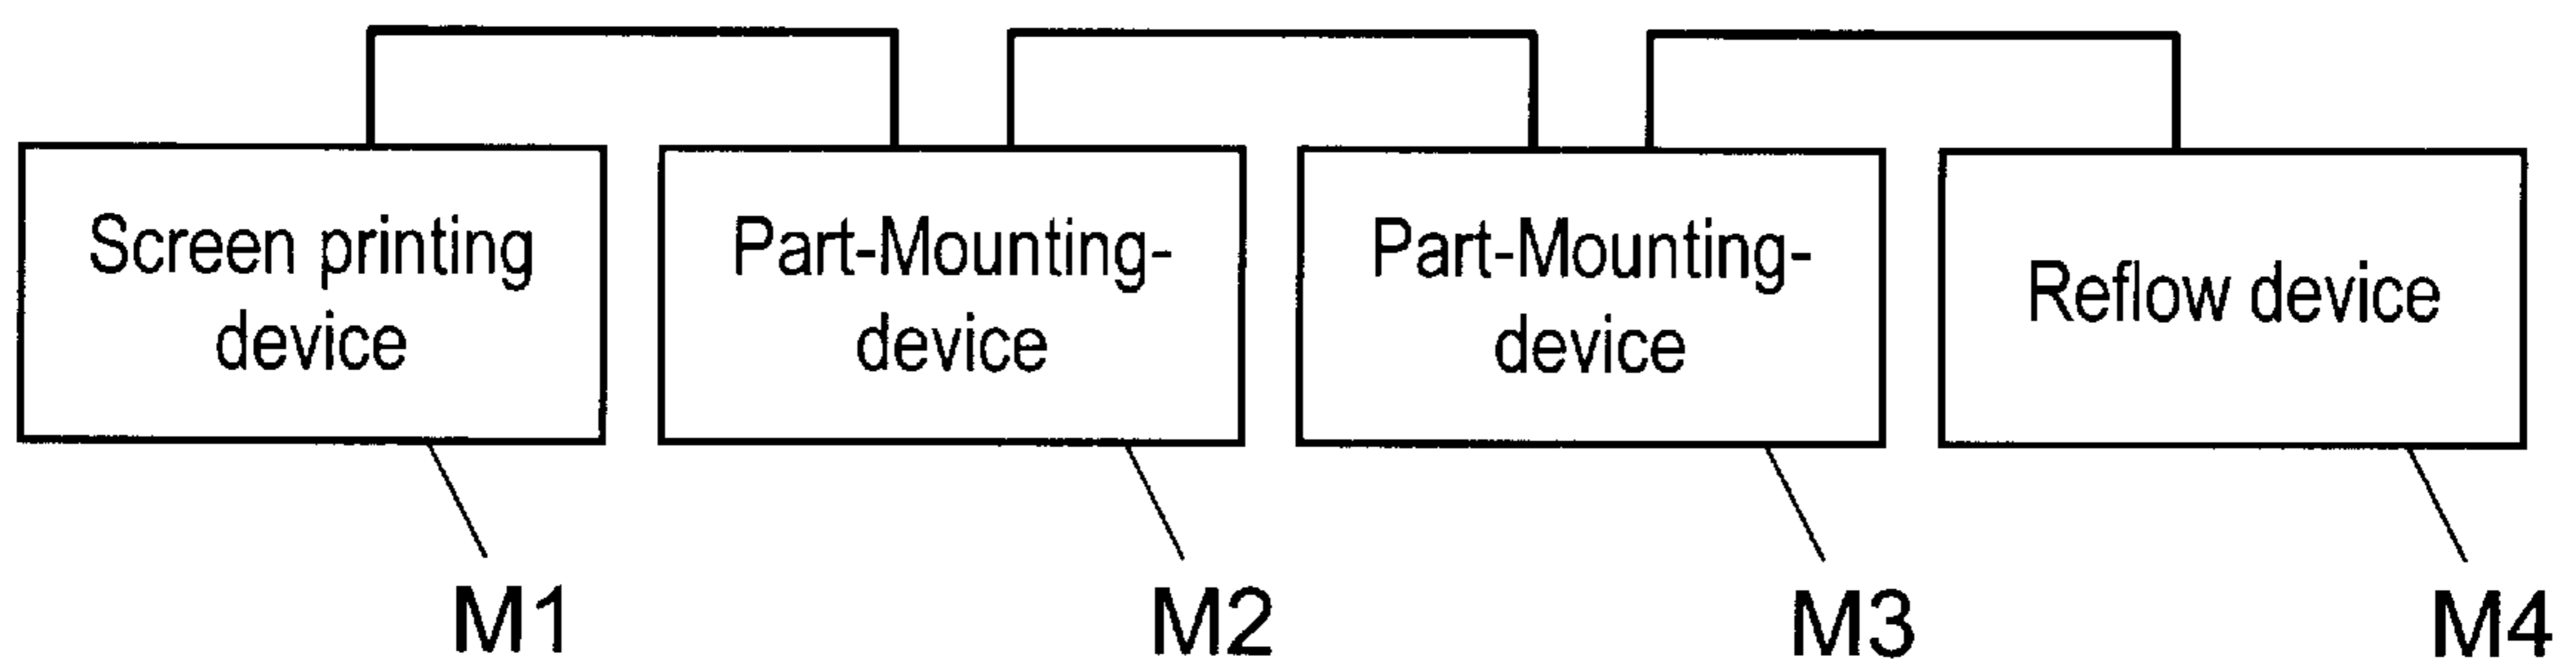 Screen printing
device
Part-Mounting-
device
Part-Mounting-
device
Reflow device
M1
M2
M3
M4